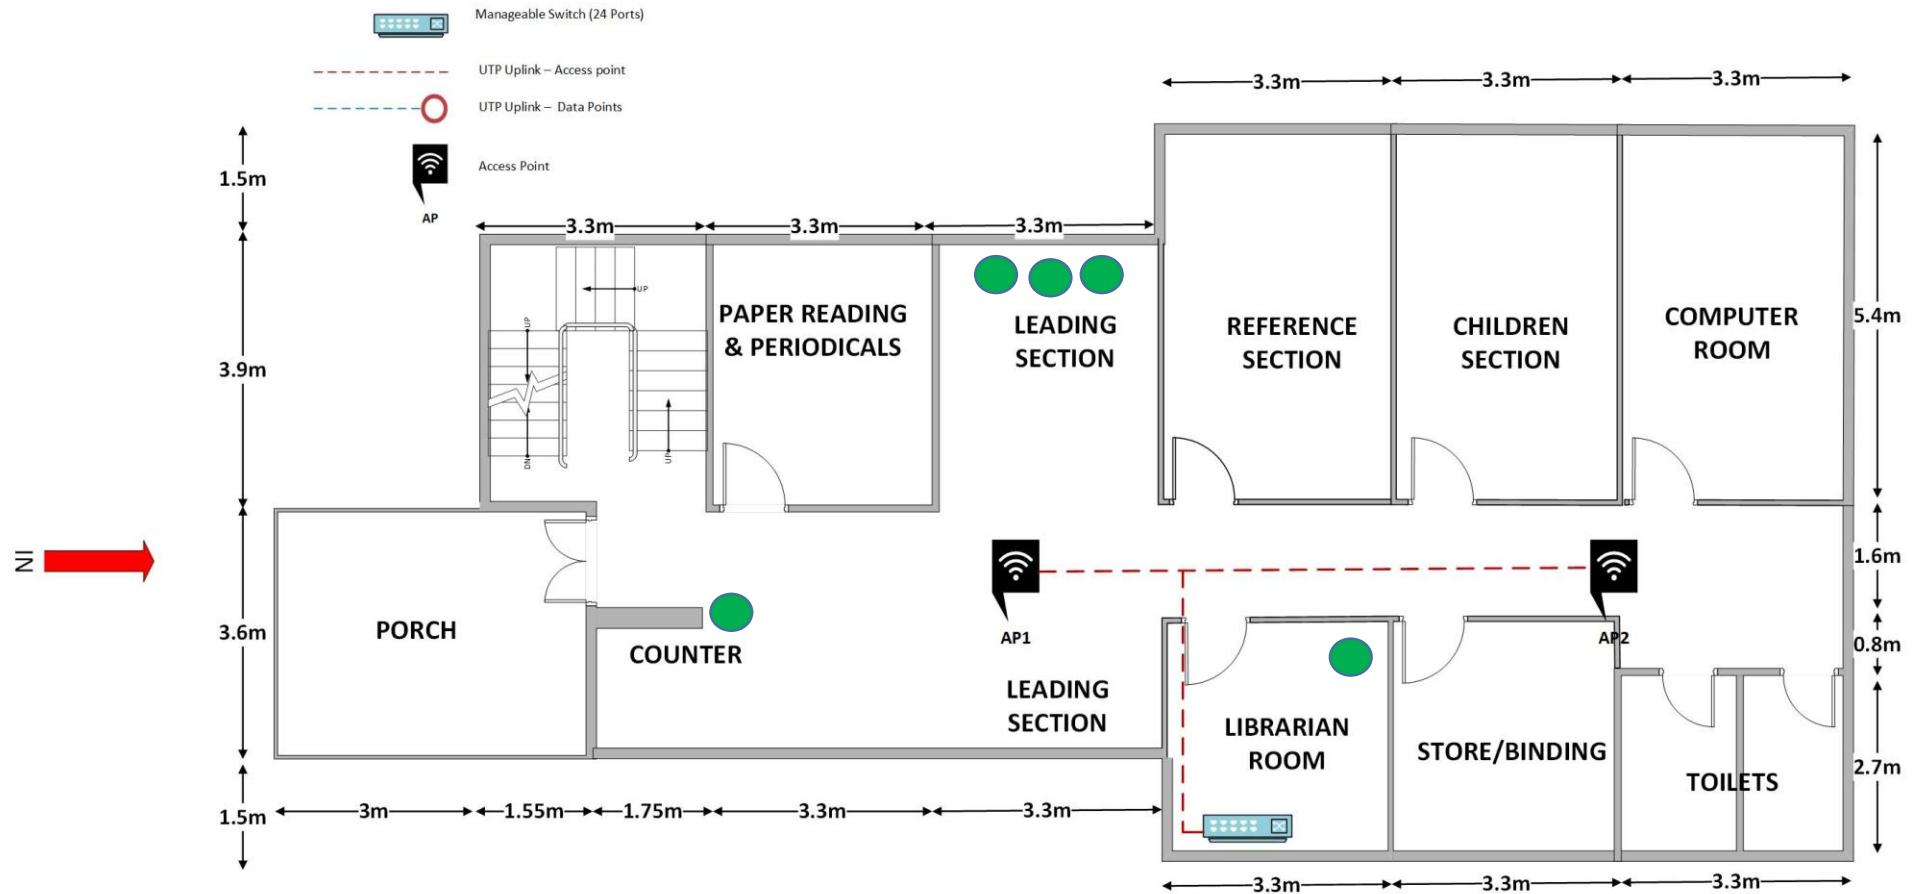 Manageable Switch (24 Ports)
UTP Uplink – Access point
UTP Uplink – Data Points
Access Point
AP
3.3m
3.3m
3.3m
1.5m
3.3m
3.3m
3.3m
UP
UP
DN
UP
PAPER READING
& PERIODICALS
LEADING
SECTION
REFERENCE
SECTION
CHILDREN
SECTION
COMPUTER
ROOM
5.4m
3.9m
IN
1.6m
PORCH
3.6m
COUNTER
AP1
AP2
0.8m
LEADING
SECTION
LIBRARIAN
ROOM
STORE/BINDING
TOILETS
2.7m
1.5m
3m
1.55m
1.75m
3.3m
3.3m
3.3m
3.3m
3.3m